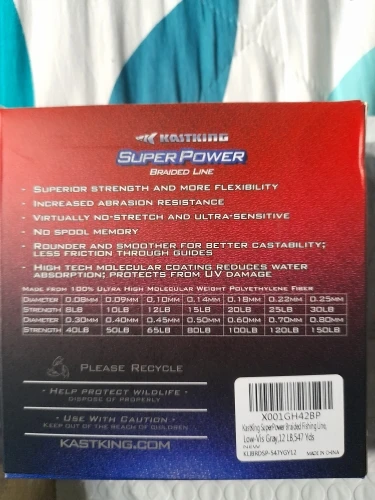 KASTKING
SUPER POWER
BRAIDED LINE
- SUPERIOR STRENGTH AND MORE FLEXIBILITY
- INCREASED ABRASION RESISTANCE
- VIRTUALLY NO-STRETCH AND ULTRA-SENSITIVE
- NO SPOOL MEMORY
- ROUNDER AND SMOOTHER FOR BETTER CASTABILITY;
LESS FRICTION THROUGH GUIDES
- HIGH TECH MOLECULAR COATING REDUCES WATER
ABSORPTION; PROTECTS FROM UV DAMAGE
MADE FROM 100% ULTRA HIGH MOLECULAR WEIGHT POLYETHYLENE FIBER
DIAMETER 0.08MM 0.09MM 0.10MM 0.14MM 0.18MM 0.22MM 0.25MM
STRENGTH 6LB 10LB 12LB 15LB 20LB 25LB 30LB
DIAMETER 0.30MM 0.40MM 0.45MM 0.50MM 0.60MM 0.70MM 0.80MM
STRENGTH 40LB 50LB 65LB 80LB 100LB 120LB 150LB
PLEASE RECYCLE
• HELP PROTECT WILDLIFE •
DISPOSE OF PROPERLY
• USE WITH CAUTION •
KEEP OUT OF THE REACH OF CHILDREN
KASTKING.COM
X001GH42BP
KastKing SuperPower Braided Fishing Line,
Low-Vis Gray,12 LB,547 Yds
New
KLBRDSP-547YGY12 MADE IN CHINA